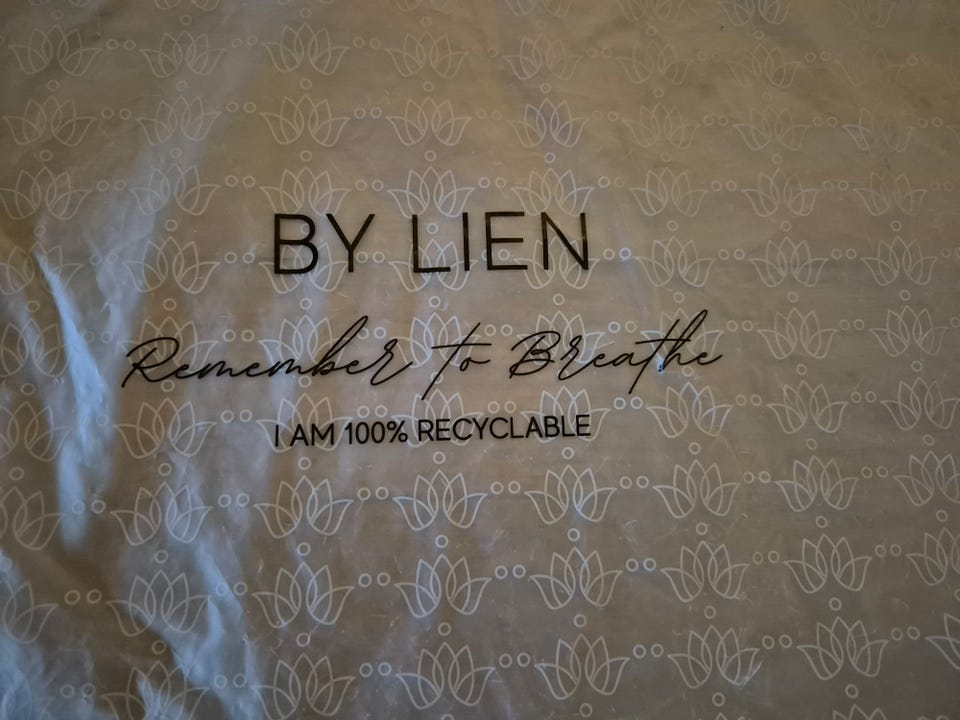 BY LIEN
Remember to Breathe
I AM 100% RECYCLABLE